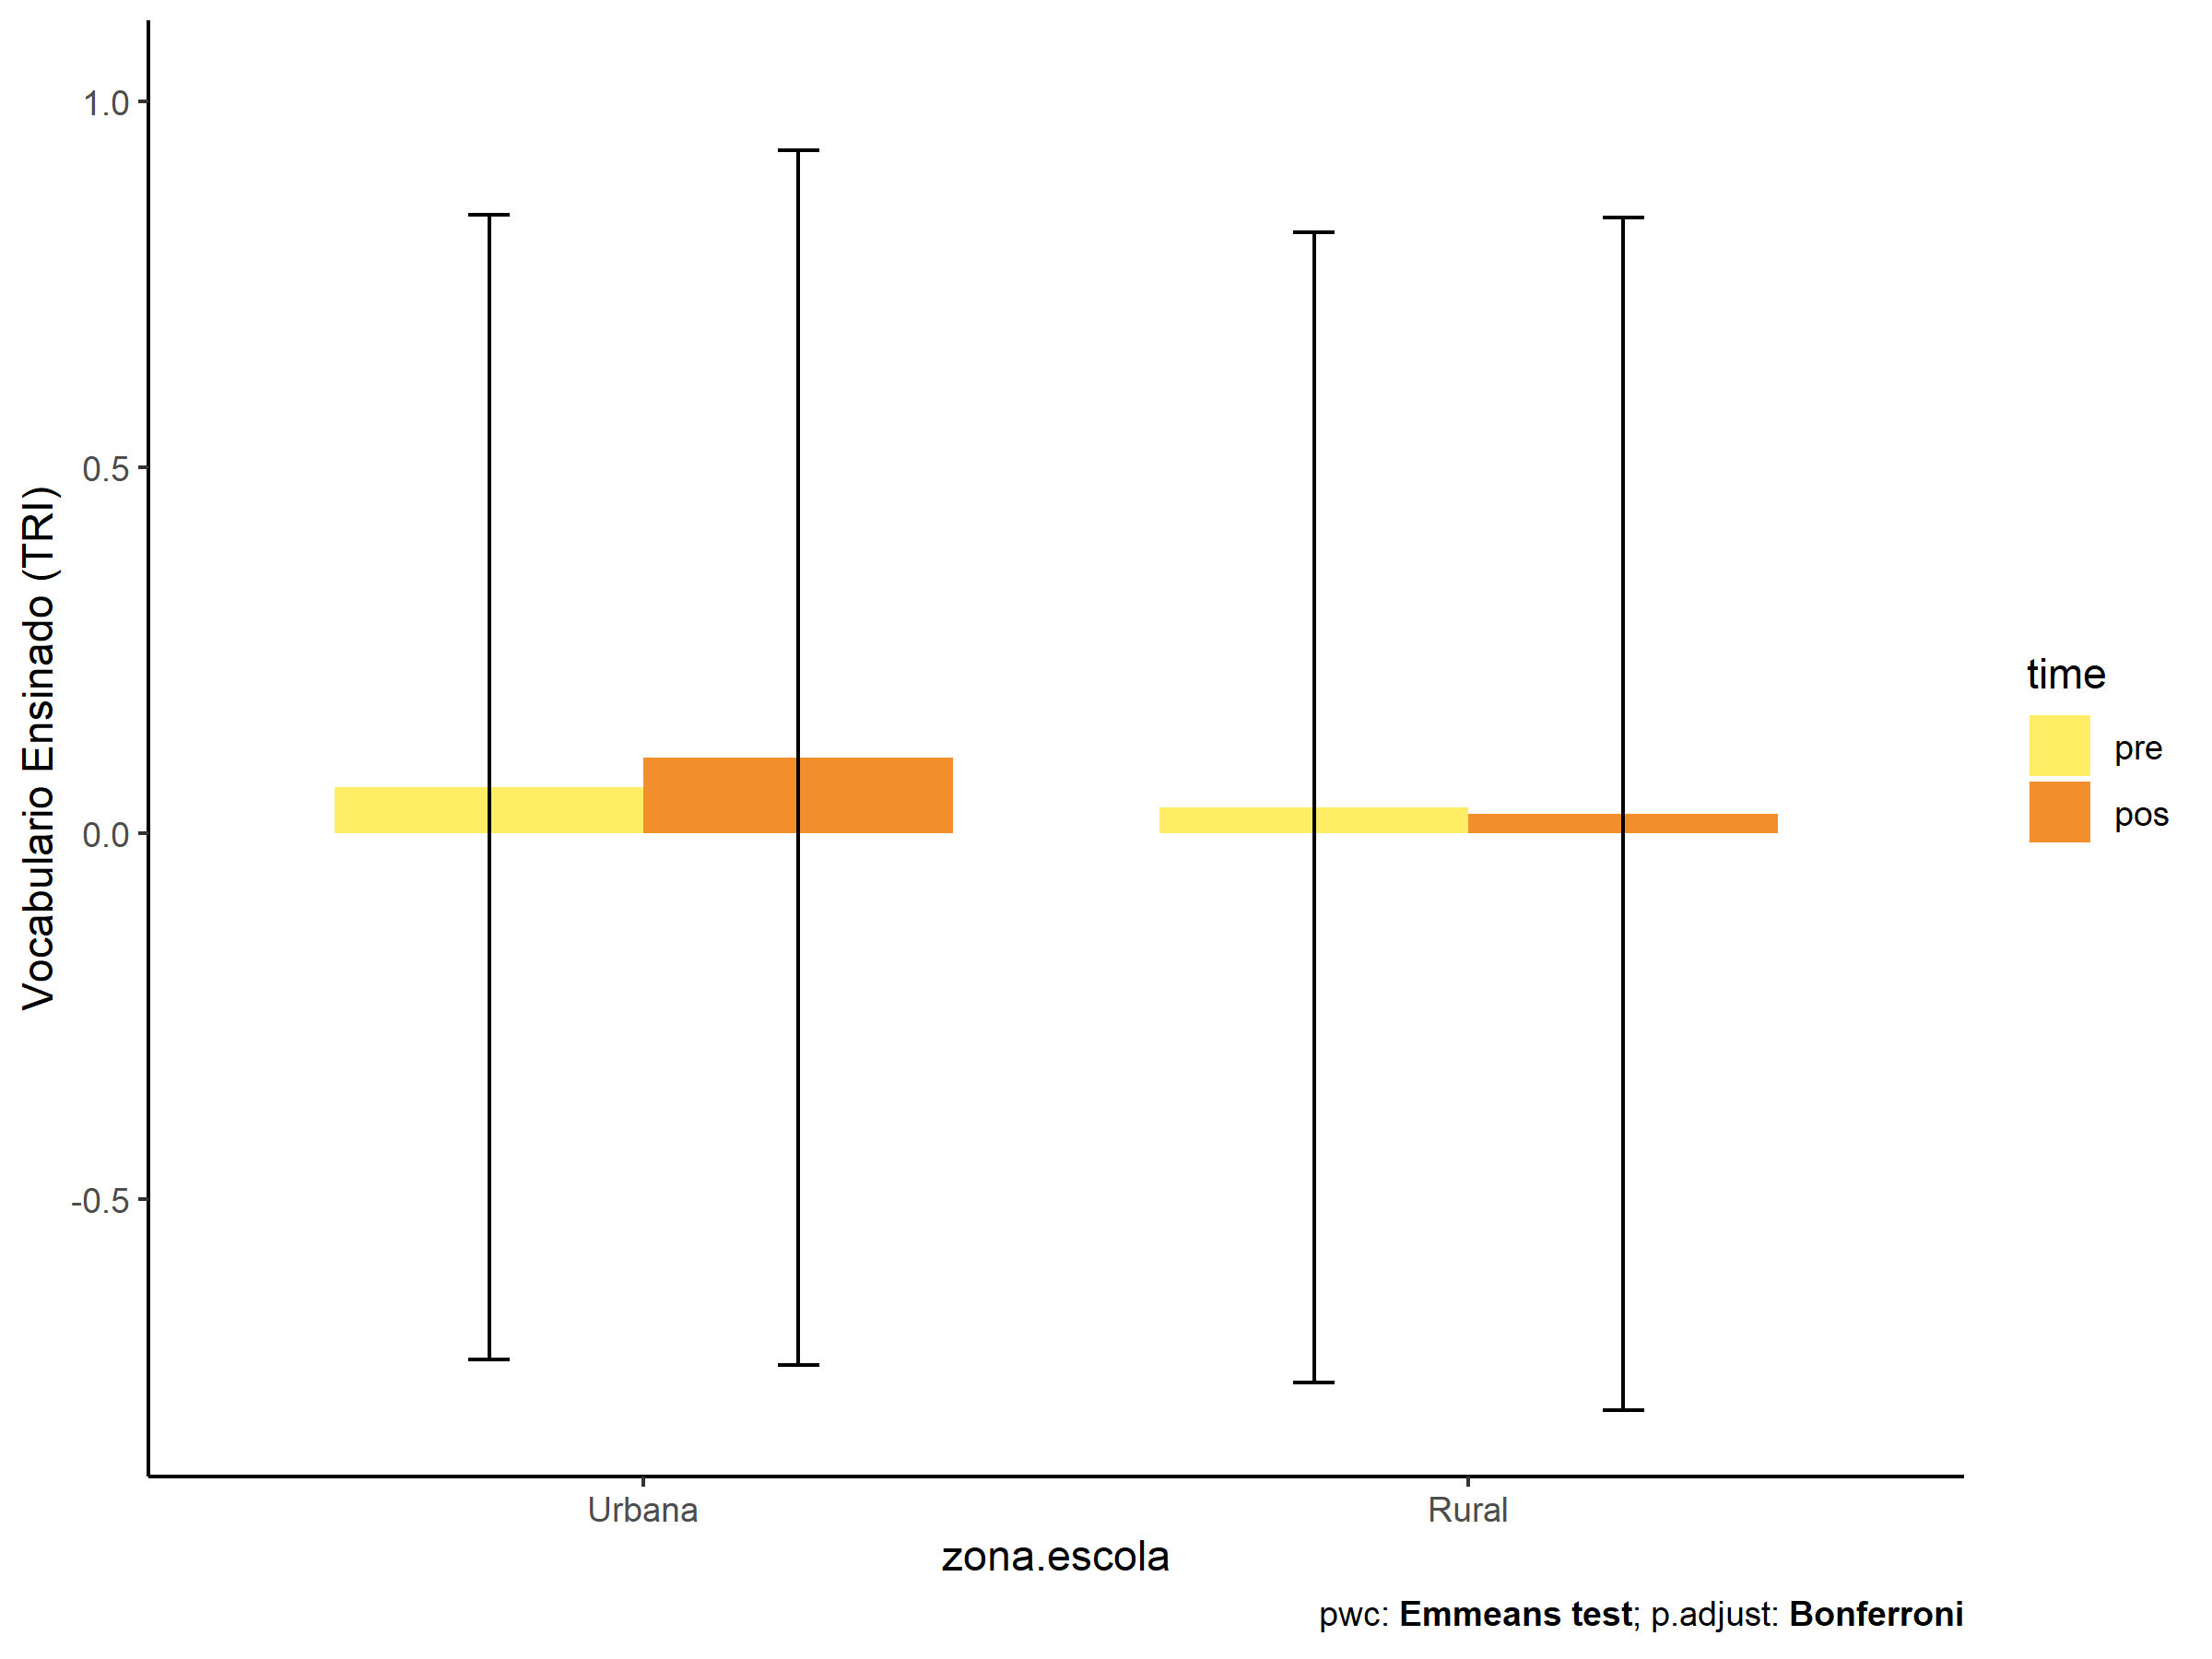 Vocabulario Ensinado (TRI)
1.0
0.5
0.0
-0.5
Urbana
Rural
zona.escola
time
pre
pos
pwc: Emmeans test; p.adjust: Bonferroni